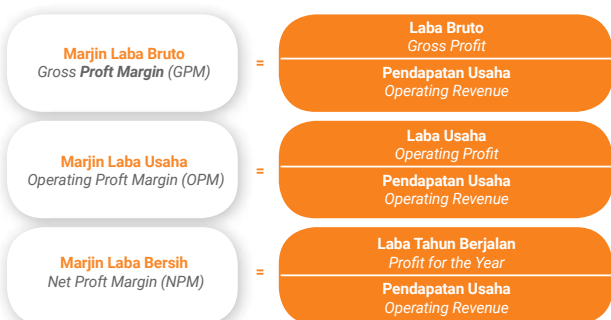 Marjin Laba Bruto
Gross Proft Margin (GPM)
=
Laba Bruto
Gross Profit
Pendapatan Usaha
Operating Revenue
Marjin Laba Usaha
Operating Proft Margin (OPM)
=
Laba Usaha
Operating Profit
Pendapatan Usaha
Operating Revenue
Marjin Laba Bersih
Net Proft Margin (NPM)
=
Laba Tahun Berjalan
Profit for the Year
Pendapatan Usaha
Operating Revenue